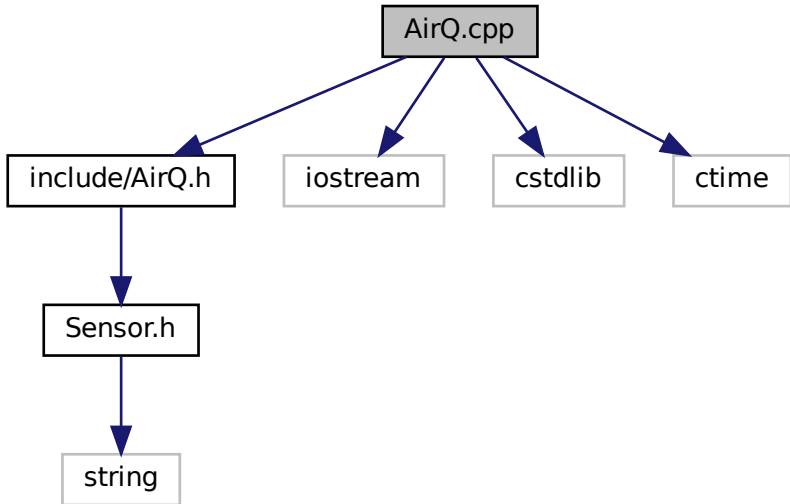 AirQ.cpp
include/AirQ.h
iostream
cstdlib
ctime
Sensor.h
string